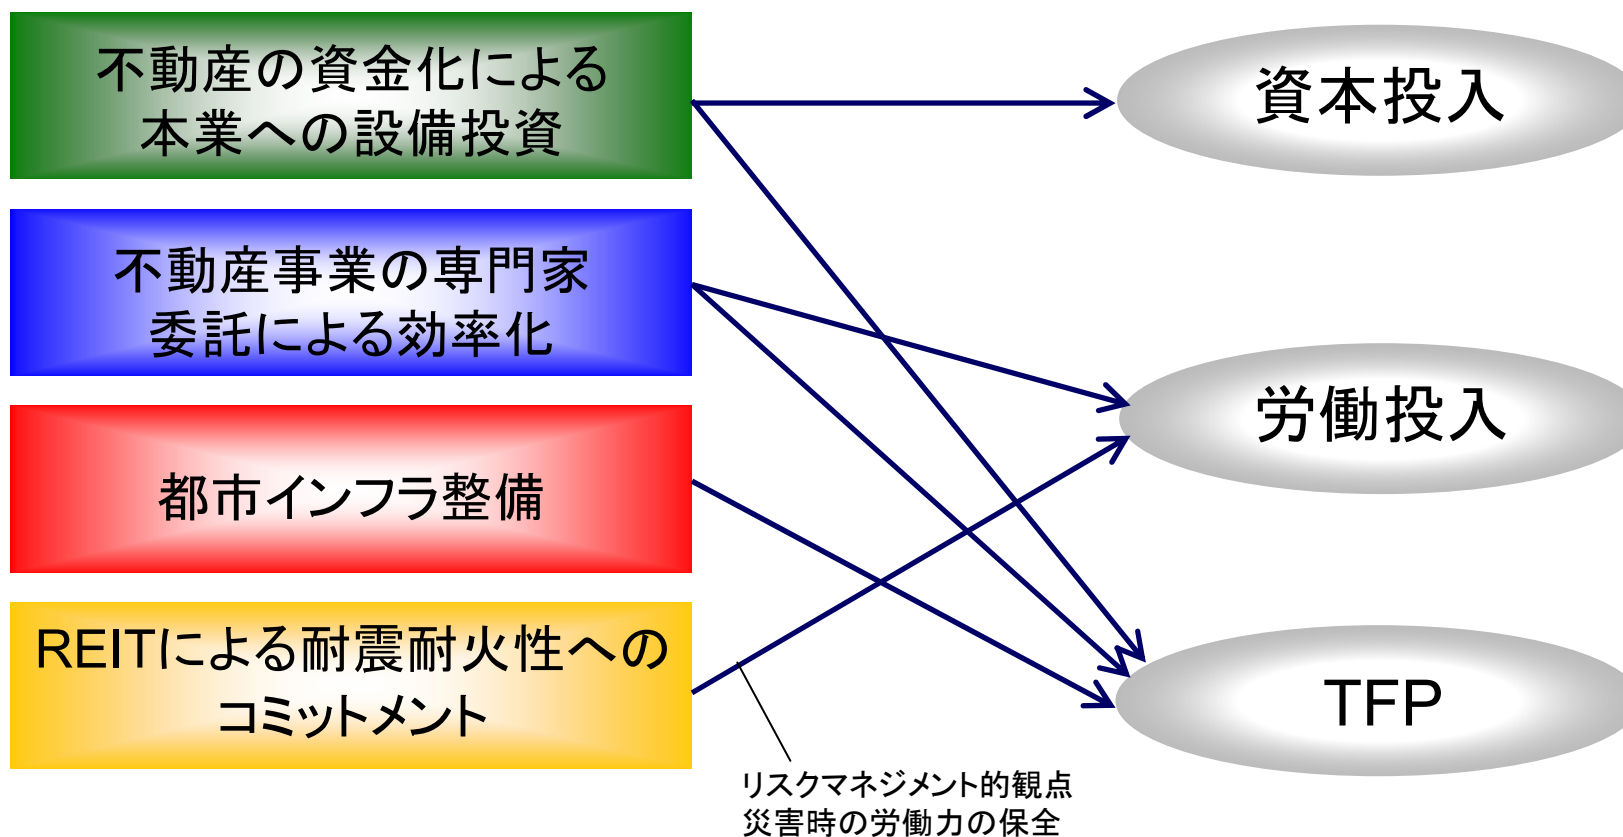 不動産の資金化による
本業への設備投資
資本投入
不動産事業の専門家
委託による効率化
労働投入
都市インフラ整備
REITによる耐震耐火性への
コミットメント
TFP
リスクマネジメント的観点
災害時の労働力の保全